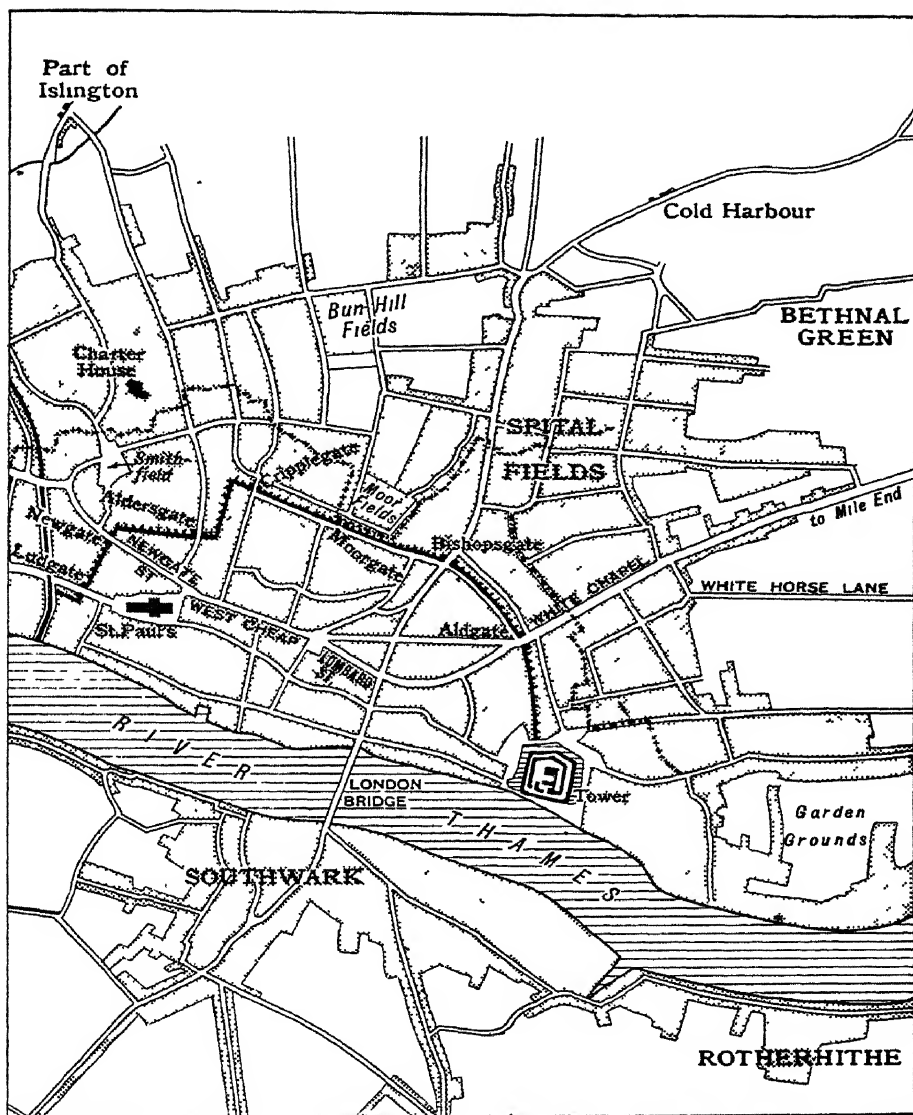 Part of
Islington
Cold Harbour
Bun Hill
Fields
BETHNAL
GREEN
Charter
House
SPITAL
FIELDS
Smith-
field
Cripplegate
Moor
Fields
Aldersgate
Newgate
NEWGATE
ST
Moorgate
Bishopsgate
to Mile End
Ludgate
WHITE CHAPEL
WHITE HORSE LANE
St. Paul's
WEST CHEAP
Aldgate
LOMBARD
ST
RIVER
THAMES
LONDON
BRIDGE
Tower
Garden
Grounds
SOUTHWARK
ROTHERHITHE